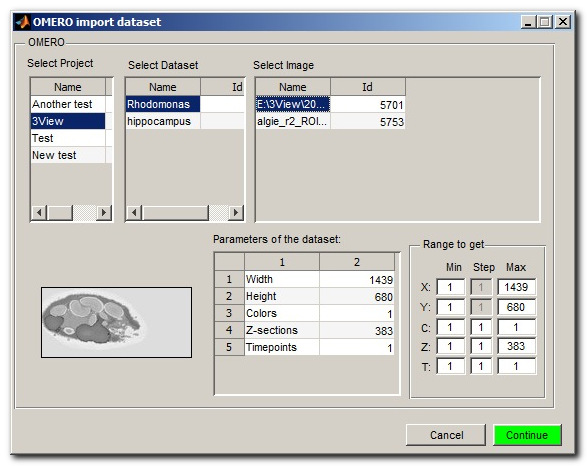 OMERO import dataset
OMERO
Select Project
Select Dataset
Select Image
Name
Another test
3View
Test
New test
Name Id
Rhodomonas
hippocampus
Name Id
E:\3View\20... 5701
algie_r2_ROI... 5753
Parameters of the dataset:
1 2
1 Width 1439
2 Height 680
3 Colors 1
4 Z-sections 383
5 Timepoints 1
Range to get
Min Step Max
X: 1 1 1439
Y: 1 1 680
C: 1 1 1
Z: 1 1 383
T: 1 1 1
Cancel
Continue